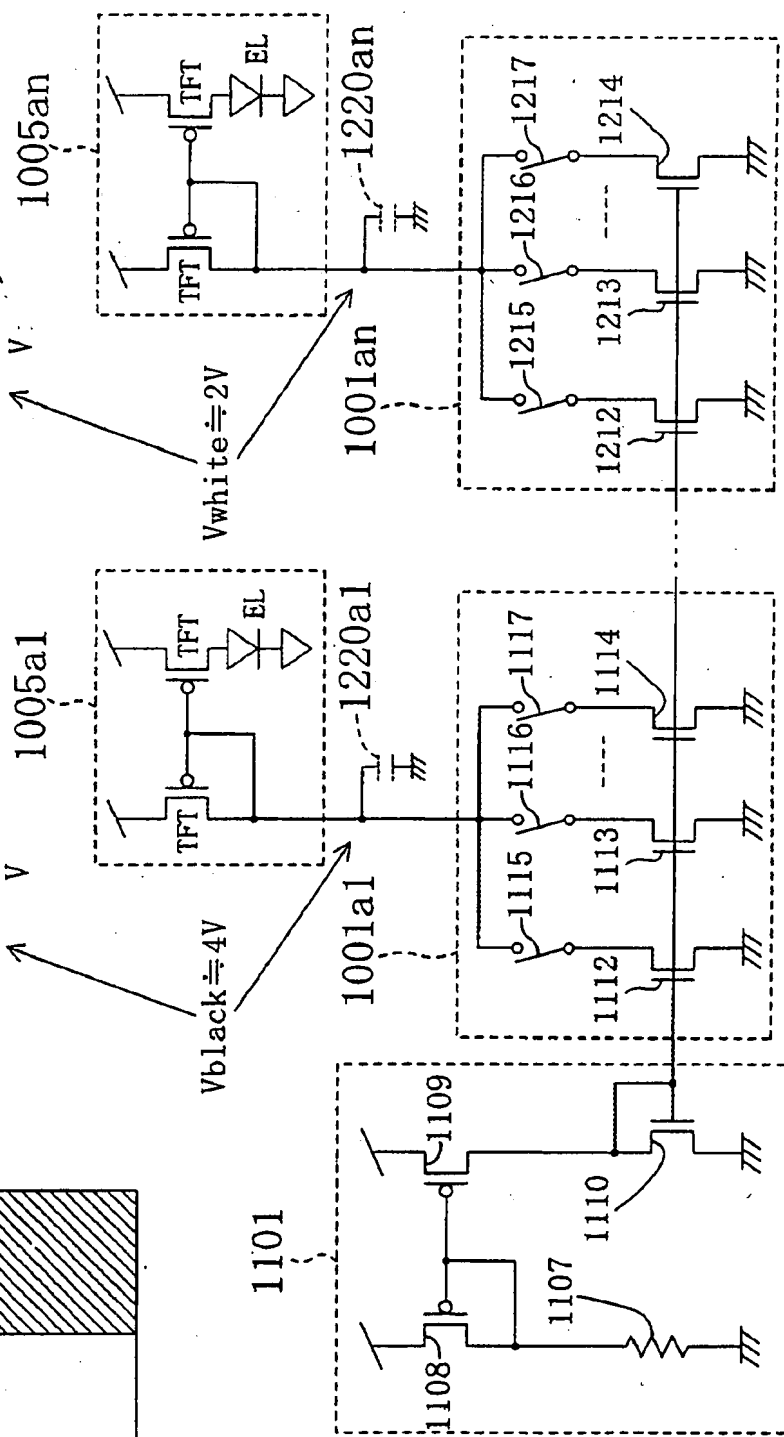 V
V
1005a1
1005an
TFT
TFT
EL
TFT
TFT
EL
Vblack≒4V
Vwhite≒2V
1220a1
1220an
1001a1
1001an
1101
1108
1109
1107
1110
1115
1116
1117
1112
1113
1114
1215
1216
1217
1212
1213
1214